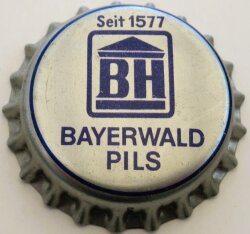 Seit 1577
BH
BAYERWALD
PILS